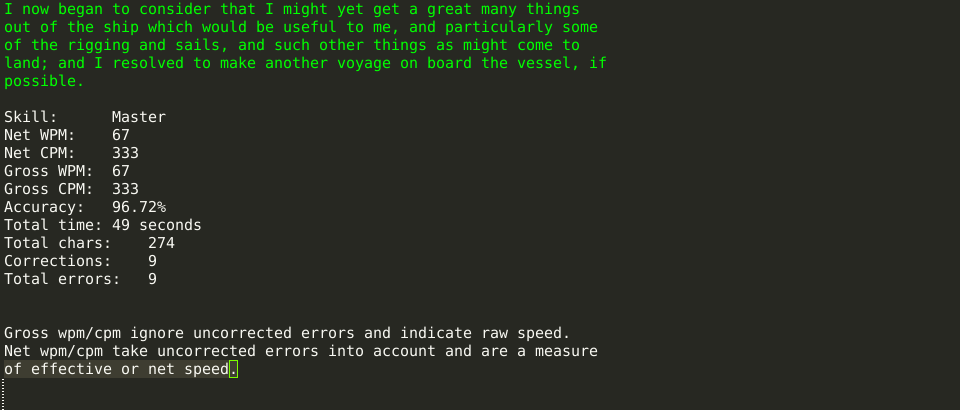 I now began to consider that I might yet get a great many things
out of the ship which would be useful to me, and particularly some
of the rigging and sails, and such other things as might come to
land; and I resolved to make another voyage on board the vessel, if
possible.
Skill:      Master
Net WPM:    67
Net CPM:    333
Gross WPM:  67
Gross CPM:  333
Accuracy:   96.72%
Total time: 49 seconds
Total chars:    274
Corrections:    9
Total errors:   9
Gross wpm/cpm ignore uncorrected errors and indicate raw speed.
Net wpm/cpm take uncorrected errors into account and are a measure
of effective or net speed.